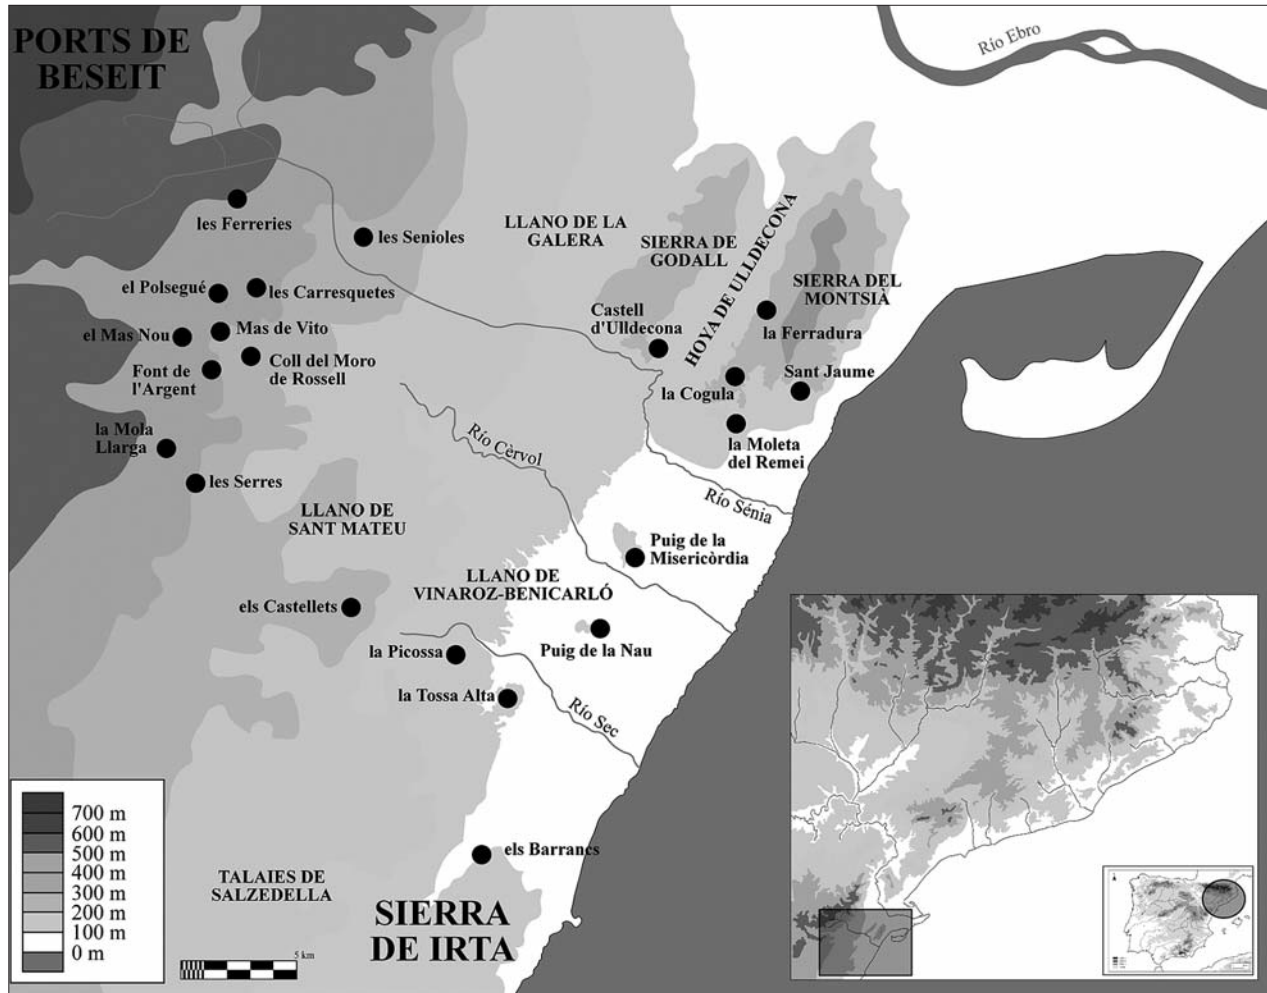 PORTS DE
BESEIT
Río Ebro
les Ferreries
les Senioles
LLANO DE LA
GALERA
SIERRA DE
GODALL
HOYA DE ULLDECONA
SIERRA DEL
MONTSIÀ
el Polsegué
les Carresquetes
Castell
d'Ulldecona
la Ferradura
el Mas Nou
Mas de Vito
Font de
l'Argent
Coll del Moro
de Rossell
la Cogula
Sant Jaume
la Mola
Llarga
Río Cèrvol
la Moleta
del Remei
les Serres
Río Sénia
LLANO DE
SANT MATEU
Puig de la
Misericòrdia
LLANO DE
VINAROZ-BENICARLÓ
els Castellets
la Picossa
Puig de la Nau
la Tossa Alta
Río Sec
els Barrancs
TALAIES DE
SALZEDELLA
SIERRA
DE IRTA
700 m
600 m
500 m
400 m
300 m
200 m
100 m
0 m
5 km